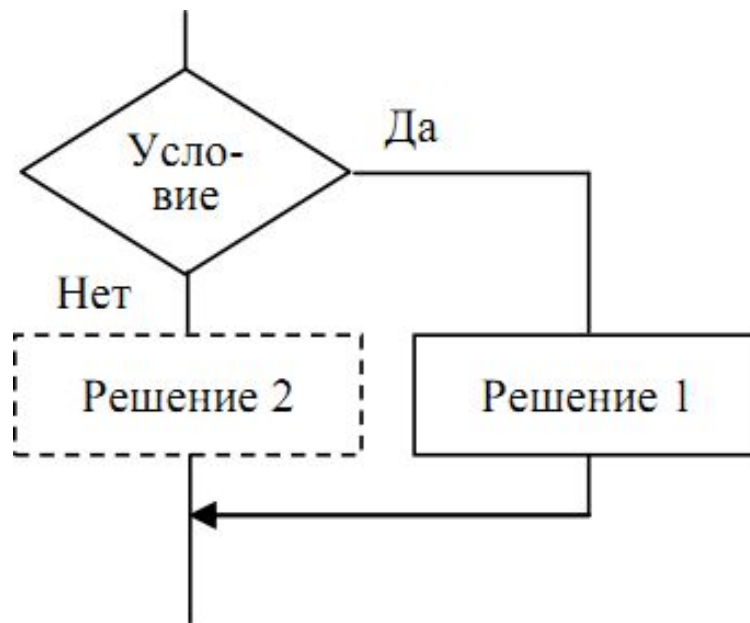 Усло-
вие
Да
Нет
Решение 2
Решение 1